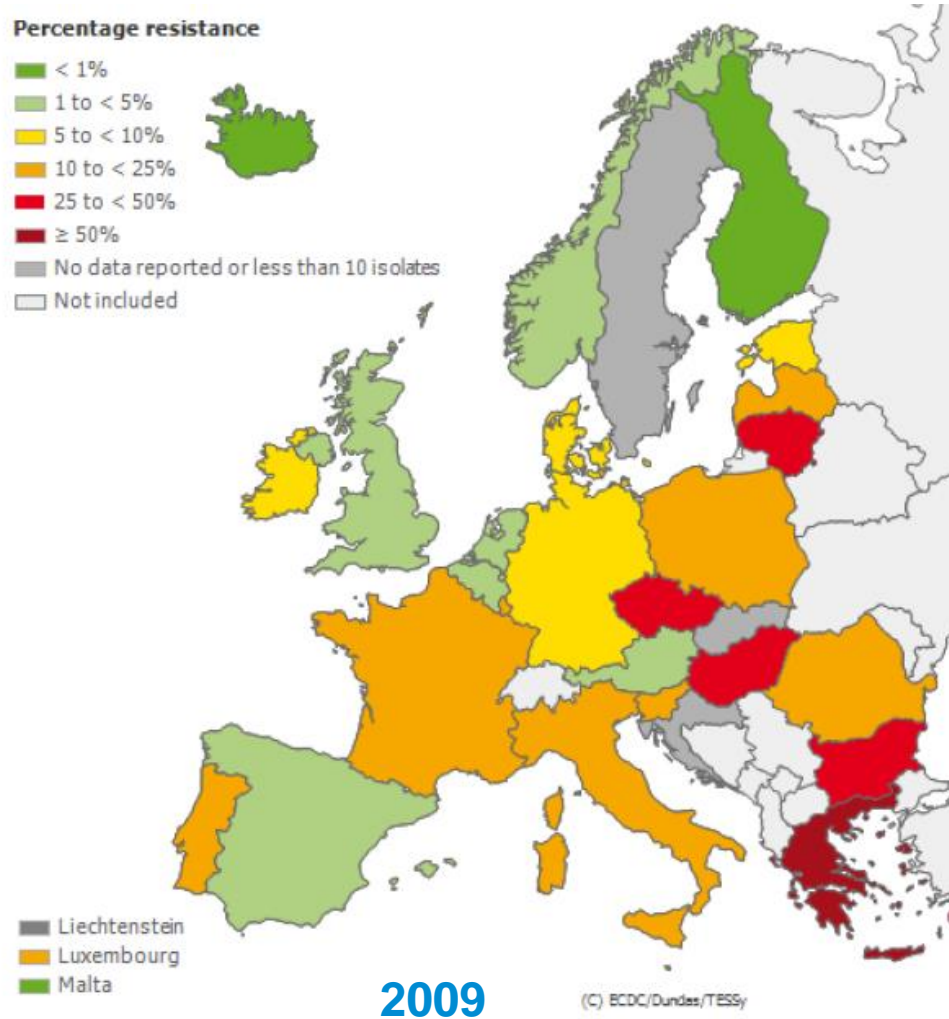 Percentage resistance
< 1%
1 to < 5%
5 to < 10%
10 to < 25%
25 to < 50%
≥ 50%
No data reported or less than 10 isolates
Not included
Liechtenstein
Luxembourg
Malta
2009
(C) ECDC/Dundas/TESSy